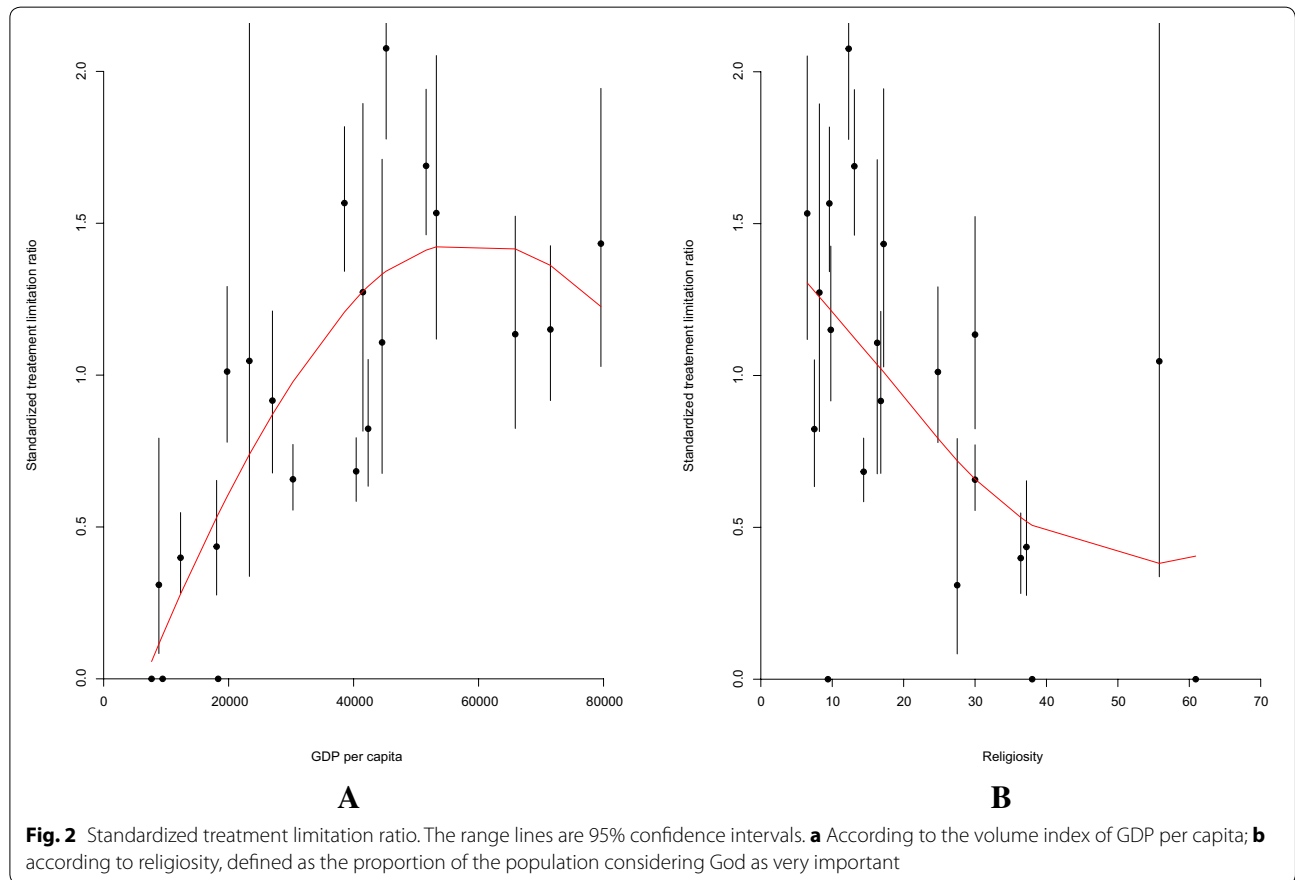 Standardized treatement limitation ratio
2.0
1.5
1.0
0.5
0.0
0 20000 40000 60000 80000
GDP per capita
A
Standardized treatement limitation ratio
2.0
1.5
1.0
0.5
0.0
0 10 20 30 40 50 60 70
Religiosity
B
Fig. 2 Standardized treatment limitation ratio. The range lines are 95% confidence intervals. a According to the volume index of GDP per capita; b
according to religiosity, defined as the proportion of the population considering God as very important